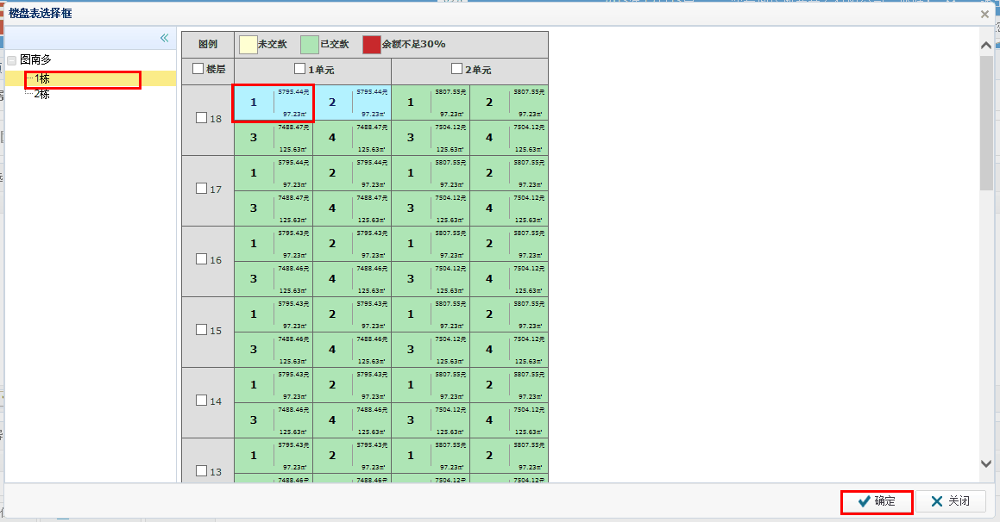 楼盘表选择框
图南多
1栋
2栋
图例 未交款 已交款 余额不足30%
楼层 1单元 2单元
18
1 5795.44元 97.23㎡ 2 5795.44元 97.23㎡ 1 5807.55元 97.23㎡ 2 5807.55元 97.23㎡
3 7488.47元 125.63㎡ 4 7488.47元 125.63㎡ 3 7504.12元 125.63㎡ 4 7504.12元 125.63㎡
17
1 5795.44元 97.23㎡ 2 5795.44元 97.23㎡ 1 5807.55元 97.23㎡ 2 5807.55元 97.23㎡
3 7488.47元 125.63㎡ 4 7488.47元 125.63㎡ 3 7504.12元 125.63㎡ 4 7504.12元 125.63㎡
16
1 5795.43元 97.23㎡ 2 5795.43元 97.23㎡ 1 5807.55元 97.23㎡ 2 5807.55元 97.23㎡
3 7488.46元 125.63㎡ 4 7488.46元 125.63㎡ 3 7504.12元 125.63㎡ 4 7504.12元 125.63㎡
15
1 5795.43元 97.23㎡ 2 5795.43元 97.23㎡ 1 5807.55元 97.23㎡ 2 5807.55元 97.23㎡
3 7488.46元 125.63㎡ 4 7488.46元 125.63㎡ 3 7504.12元 125.63㎡ 4 7504.12元 125.63㎡
14
1 5795.43元 97.23㎡ 2 5795.43元 97.23㎡ 1 5807.55元 97.23㎡ 2 5807.55元 97.23㎡
3 7488.46元 125.63㎡ 4 7488.46元 125.63㎡ 3 7504.12元 125.63㎡ 4 7504.12元 125.63㎡
13
1 5795.43元 97.23㎡ 2 5795.43元 97.23㎡ 1 5807.55元 97.23㎡ 2 5807.55元 97.23㎡
7488.46元 7488.46元 7504.12元 7504.12元
确定 关闭